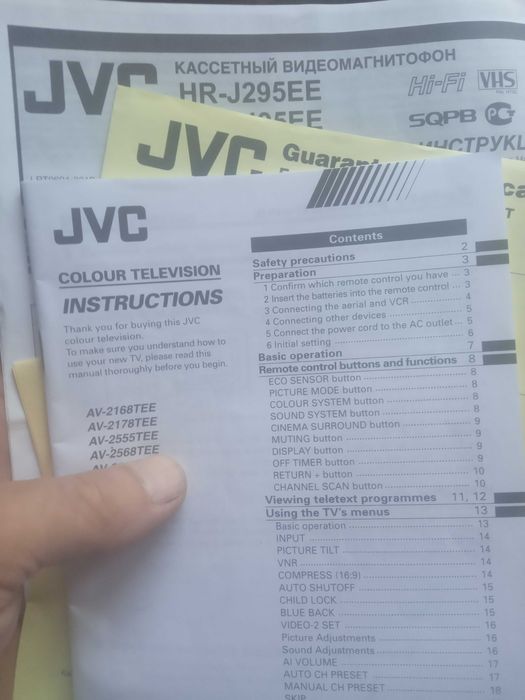 JVC
КАССЕТНЫЙ ВИДЕОМАГНИТОФОН
HR-J295EE
Hi-Fi VHS
SQPB
JVC
JVC
COLOUR TELEVISION
INSTRUCTIONS
Thank you for buying this JVC
colour television.
To make sure you understand how to
use your new TV, please read this
manual thoroughly before you begin.
AV-2168TEE
AV-2178TEE
AV-2555TEE
AV-2568TEE
Contents
Safety precautions 2
Preparation 3
1 Confirm which remote control you have 3
2 Insert the batteries into the remote control 3
3 Connecting the aerial and VCR 4
4 Connecting other devices 5
5 Connect the power cord to the AC outlet 5
6 Initial setting 6
Basic operation 7
Remote control buttons and functions 8
ECO SENSOR button 8
PICTURE MODE button 8
COLOUR SYSTEM button 8
SOUND SYSTEM button 8
CINEMA SURROUND button 9
MUTING button 9
DISPLAY button 9
OFF TIMER button 9
RETURN + button 10
CHANNEL SCAN button 10
Viewing teletext programmes 11, 12
Using the TV's menus 13
Basic operation 13
INPUT 14
PICTURE TILT 14
VNR 14
COMPRESS (16:9) 14
AUTO SHUTOFF 15
CHILD LOCK 15
BLUE BACK 15
VIDEO-2 SET 16
Picture Adjustments 16
Sound Adjustments 16
AI VOLUME 17
AUTO CH PRESET 17
MANUAL CH PRESET 18
SKIP